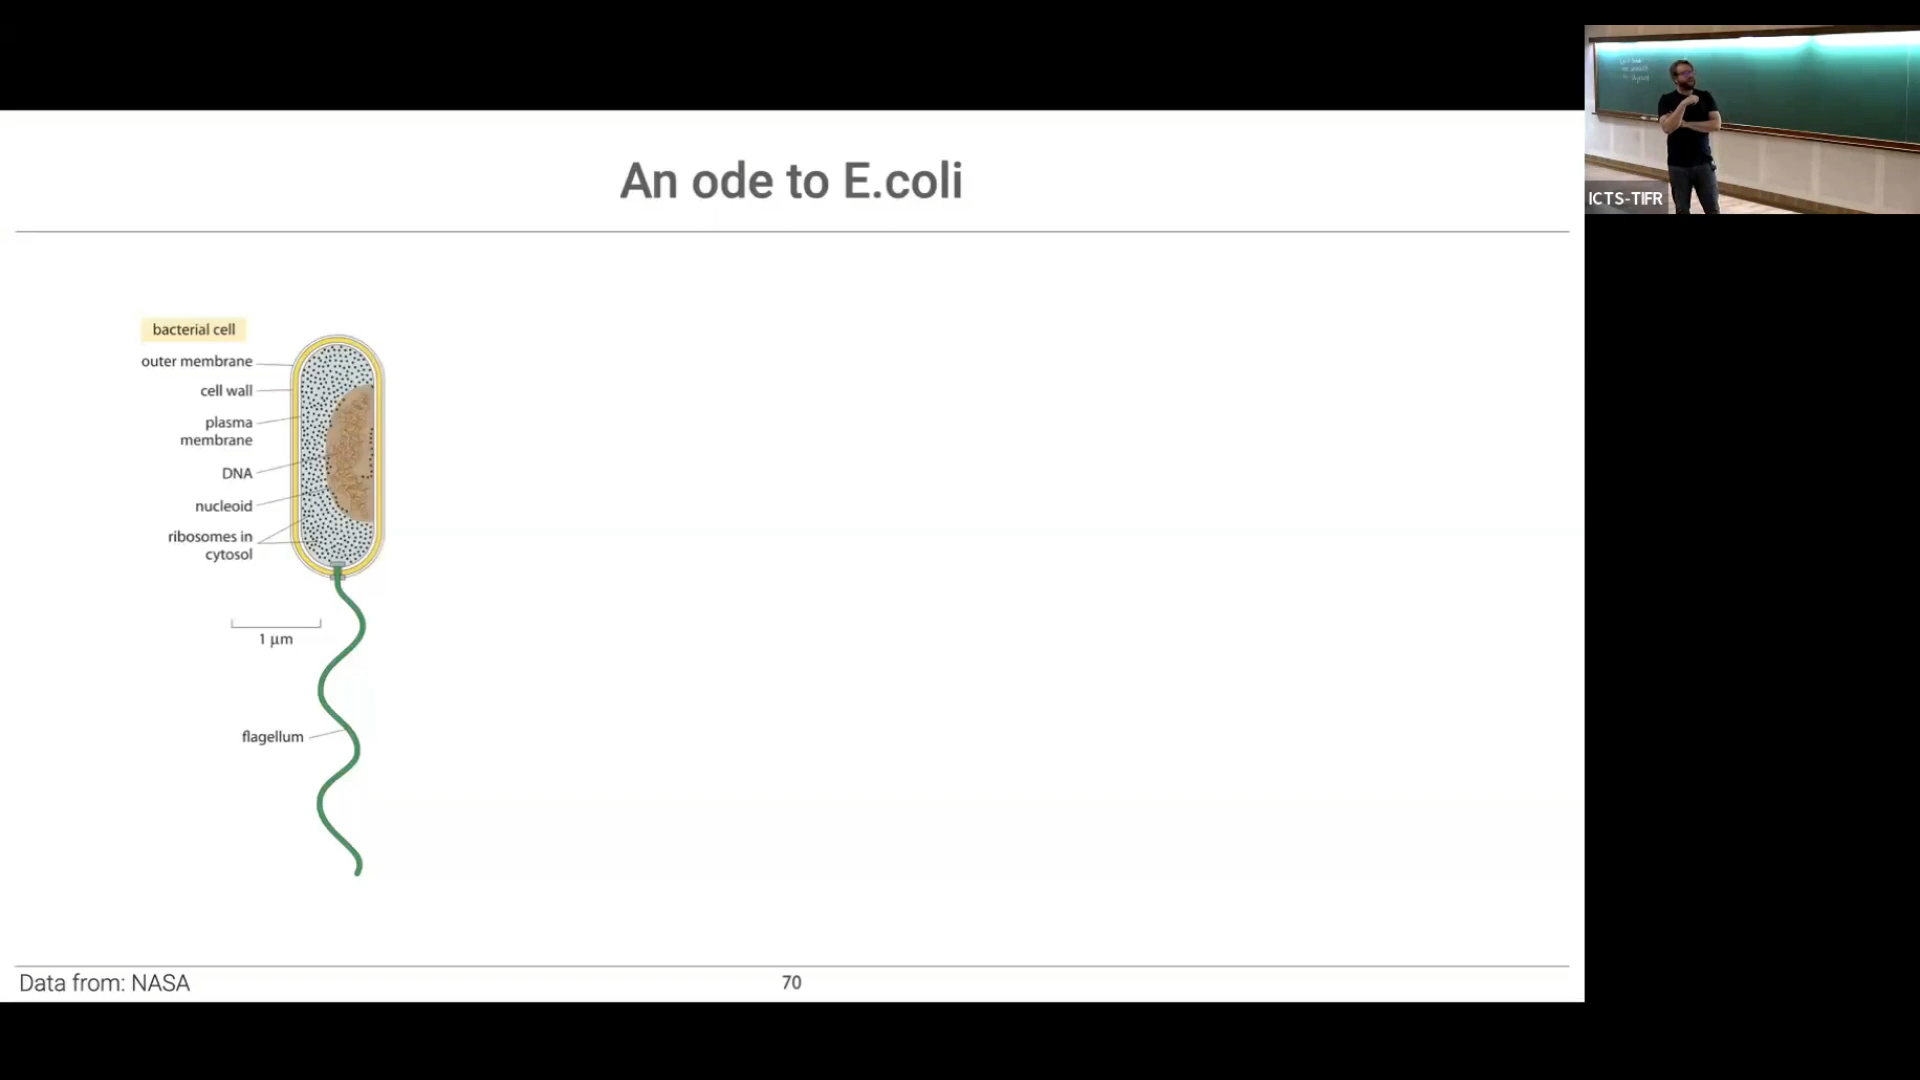 An ode to E.coli
ICTS-TIFR
bacterial cell
outer membrane
cell wall
plasma
membrane
DNA
nucleoid
ribosomes in
cytosol
1 μm
flagellum
Data from: NASA
70